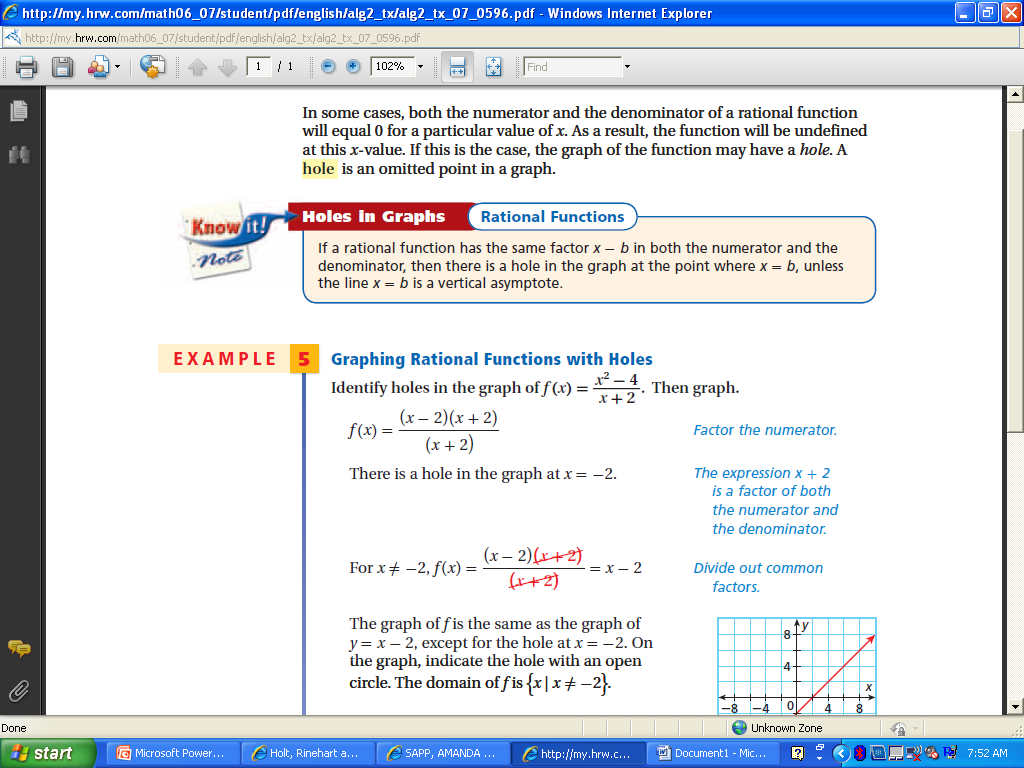 http://my.hrw.com/math06_07/student/pdf/english/alg2_tx/alg2_tx_07_0596.pdf - Windows Internet Explorer
http://my.hrw.com/math06_07/student/pdf/english/alg2_tx/alg2_tx_07_0596.pdf
1 / 1 102% Find
In some cases, both the numerator and the denominator of a rational function
will equal 0 for a particular value of x. As a result, the function will be undefined
at this x-value. If this is the case, the graph of the function may have a hole. A
hole is an omitted point in a graph.
Know it!
Note
Holes in Graphs Rational Functions
If a rational function has the same factor x − b in both the numerator and the
denominator, then there is a hole in the graph at the point where x = b, unless
the line x = b is a vertical asymptote.
EXAMPLE 5 Graphing Rational Functions with Holes
Identify holes in the graph of f(x) = (x² − 4)/(x + 2). Then graph.
f(x) = (x − 2)(x + 2)/(x + 2) Factor the numerator.
There is a hole in the graph at x = −2. The expression x + 2
is a factor of both
the numerator and
the denominator.
For x ≠ −2, f(x) = (x − 2)(x + 2)/(x + 2) = x − 2 Divide out common
factors.
The graph of f is the same as the graph of
y = x − 2, except for the hole at x = −2. On
the graph, indicate the hole with an open
circle. The domain of f is {x | x ≠ −2}.
y
8
4
x
−8 −4 0 4 8
Done Unknown Zone
start Microsoft Power... Holt, Rinehart a... SAPP, AMANDA ... http://my.hrw.c... Document1 - Mic... 7:52 AM